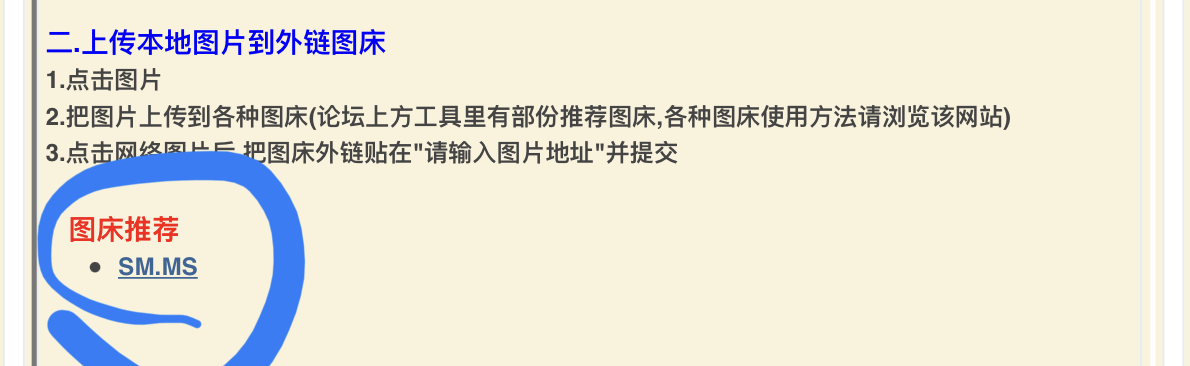 二.上传本地图片到外链图床
1.点击图片
2.把图片上传到各种图床(论坛上方工具里有部份推荐图床,各种图床使用方法请浏览该网站)
3.点击网络图片后,把图床外链贴在"请输入图片地址"并提交
图床推荐
SM.MS